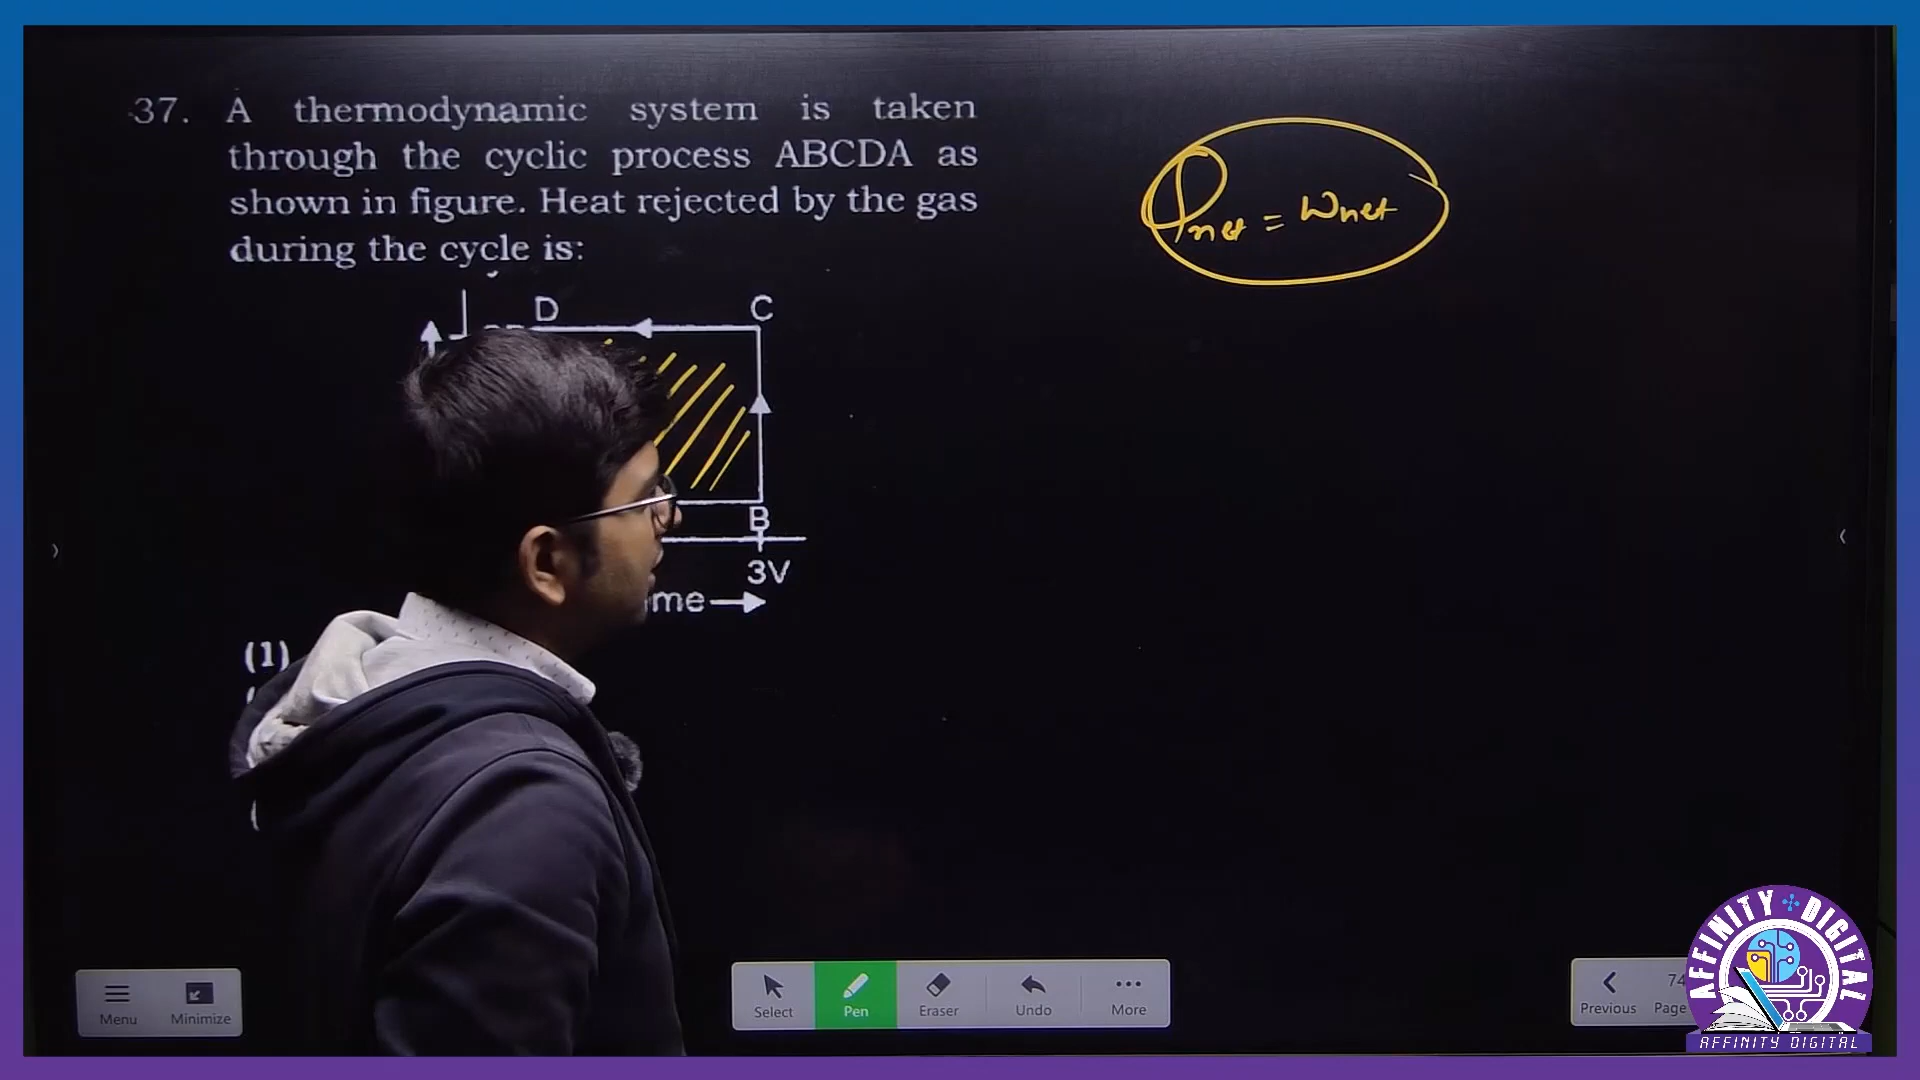 37. A thermodynamic system is taken
through the cyclic process ABCDA as
shown in figure. Heat rejected by the gas
during the cycle is:
Qnet = Wnet
D C
B
3V
me
(1)
Menu
Minimize
Select
Pen
Eraser
Undo
More
Previous
Page
74
AFFINITY DIGITAL
AFFINITY DIGITAL